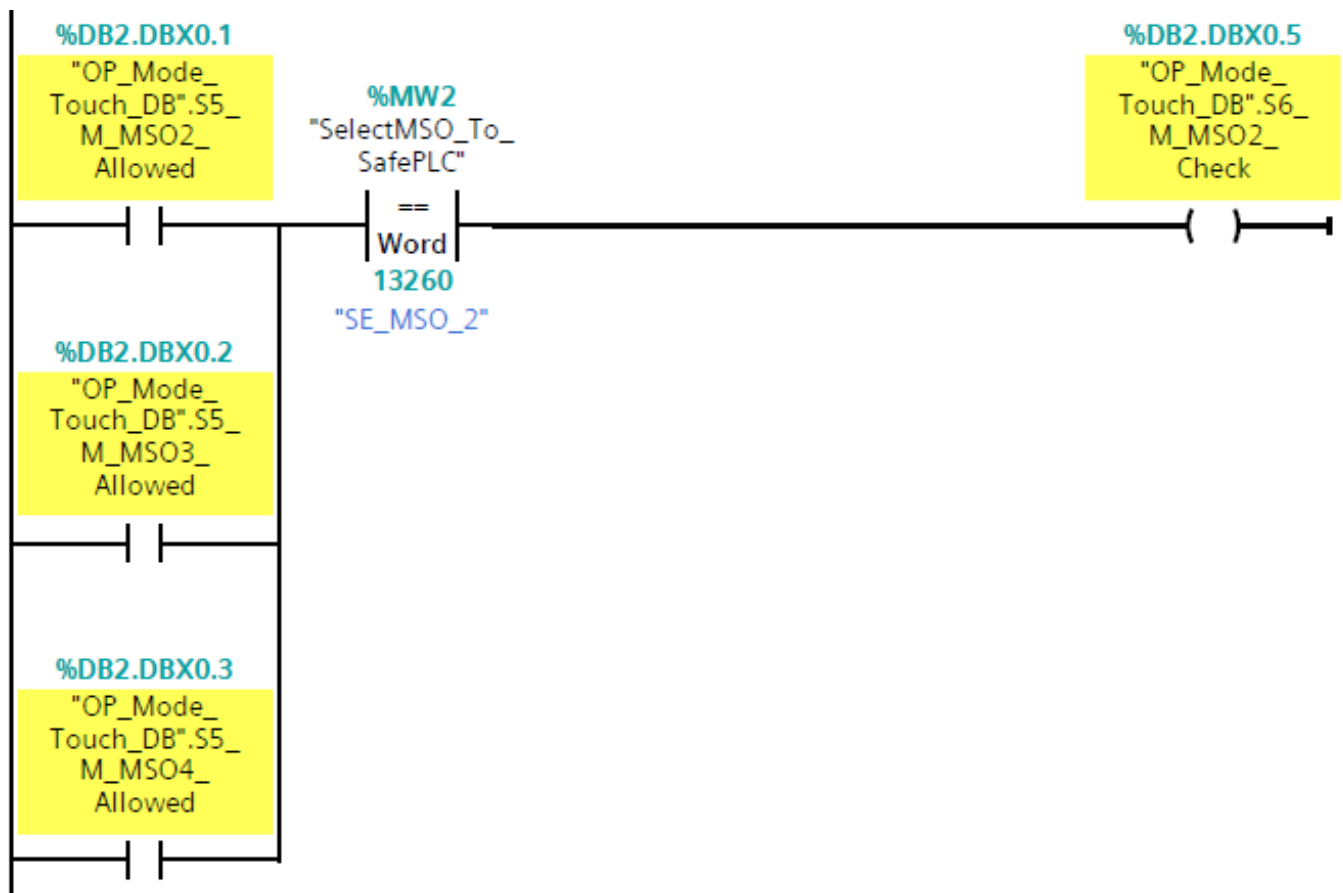 %DB2.DBX0.1
"OP_Mode_
Touch_DB".S5_
M_MSO2_
Allowed
%MW2
"SelectMSO_To_
SafePLC"
==
Word
13260
"SE_MSO_2"
%DB2.DBX0.5
"OP_Mode_
Touch_DB".S6_
M_MSO2_
Check
%DB2.DBX0.2
"OP_Mode_
Touch_DB".S5_
M_MSO3_
Allowed
%DB2.DBX0.3
"OP_Mode_
Touch_DB".S5_
M_MSO4_
Allowed